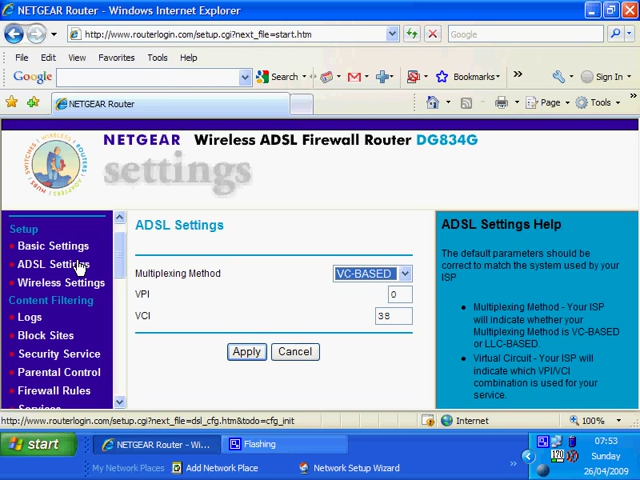 NETGEAR Router - Windows Internet Explorer
http://www.routerlogin.com/setup.cgi?next_file=start.htm
Google
File Edit View Favorites Tools Help
Google Search Bookmarks Sign In
NETGEAR Router
Page Tools
NETGEAR Wireless ADSL Firewall Router DG834G
settings
Setup
Basic Settings
ADSL Settings
Wireless Settings
Content Filtering
Logs
Block Sites
Security Service
Parental Control
Firewall Rules
Services
ADSL Settings
Multiplexing Method VC-BASED
VPI 0
VCI 38
Apply Cancel
ADSL Settings Help
The default parameters should be
correct to match the system used by your
ISP
Multiplexing Method - Your ISP
will indicate whether your
Multiplexing Method is VC-BASED
or LLC-BASED.
Virtual Circuit - Your ISP will
indicate which VPI/VCI
combination is used for your
service.
http://www.routerlogin.com/setup.cgi?next_file=dsl_cfg.htm&todo=cfg_init
Internet
100%
start
NETGEAR Router - Wi...
Flashing
My Network Places Add Network Place Network Setup Wizard
07:53
Sunday
26/04/2009